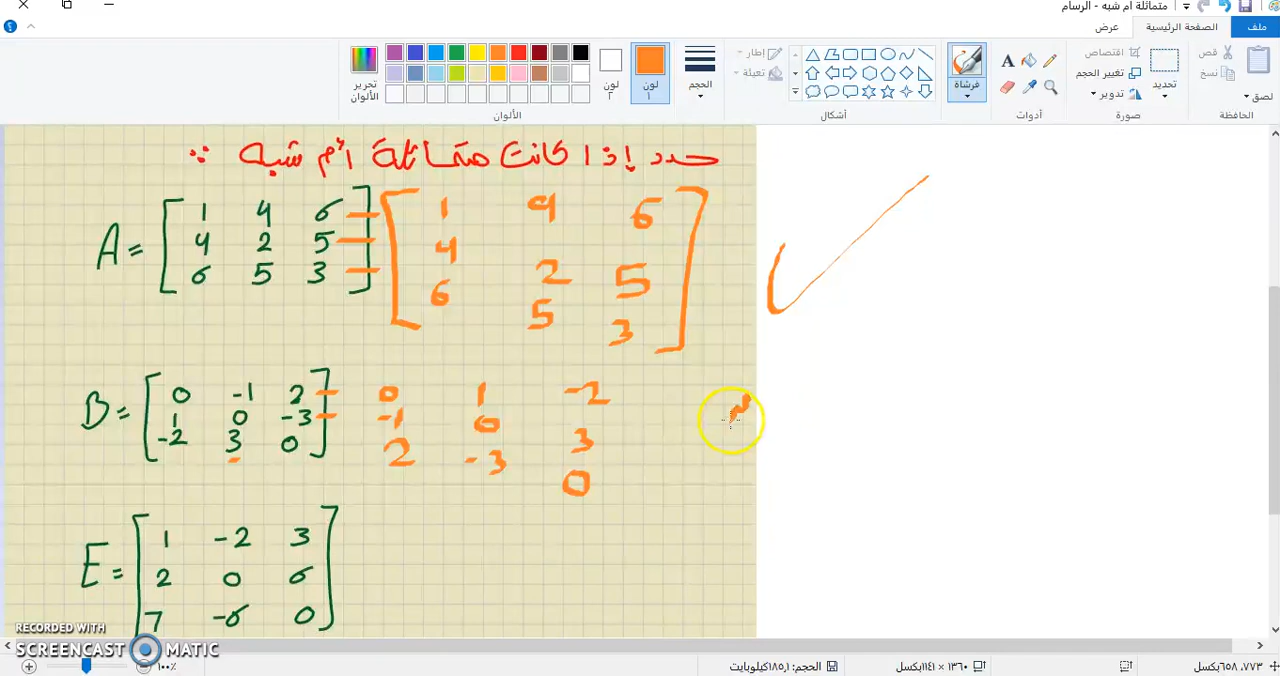 متماثلة ام شبه - الرسام
ملف الصفحة الرئيسية عرض
لصق
قص
نسخ
الحافظة
تحديد
اقتصاص
تغيير الحجم
تدوير
صورة
A
أدوات
فرشاة
إطار
تعبئة
أشكال
الحجم
لون ١
لون ٢
تحرير الألوان
الألوان
حدد إذا كانت متماثلة أم شبه
A = [ 1 4 6
4 2 5
6 5 3 ]
[ 1 4 6
4 2 5
6 5 3 ]
B = [ 0 -1 2
1 0 -3
-2 3 0 ]
0 1 -2
-1 0 3
2 -3 0
E = [ 1 -2 3
2 0 6
7 -6 0 ]
RECORDED WITH
SCREENCAST MATIC
١٠٠٪
الحجم: ١٨٥,١كيلوبايت
١٣٦٠ × ١١٤١بكسل
٧٧٣, ٦٥٨بكسل